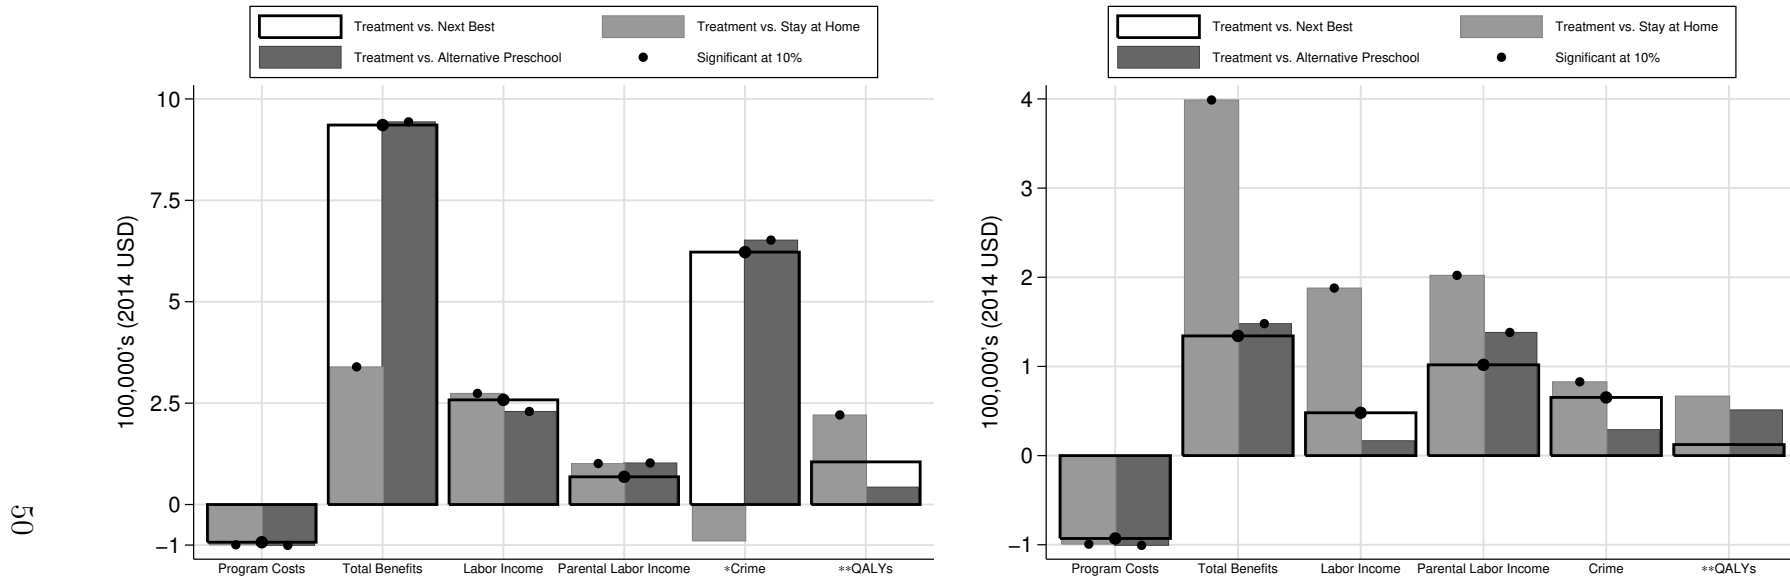 Treatment vs. Next Best
Treatment vs. Stay at Home
Treatment vs. Alternative Preschool
Significant at 10%
100,000's (2014 USD)
10
7.5
5
2.5
0
−1
Program Costs
Total Benefits
Labor Income
Parental Labor Income
*Crime
**QALYs
Treatment vs. Next Best
Treatment vs. Stay at Home
Treatment vs. Alternative Preschool
Significant at 10%
100,000's (2014 USD)
4
3
2
1
0
−1
Program Costs
Total Benefits
Labor Income
Parental Labor Income
Crime
**QALYs
50